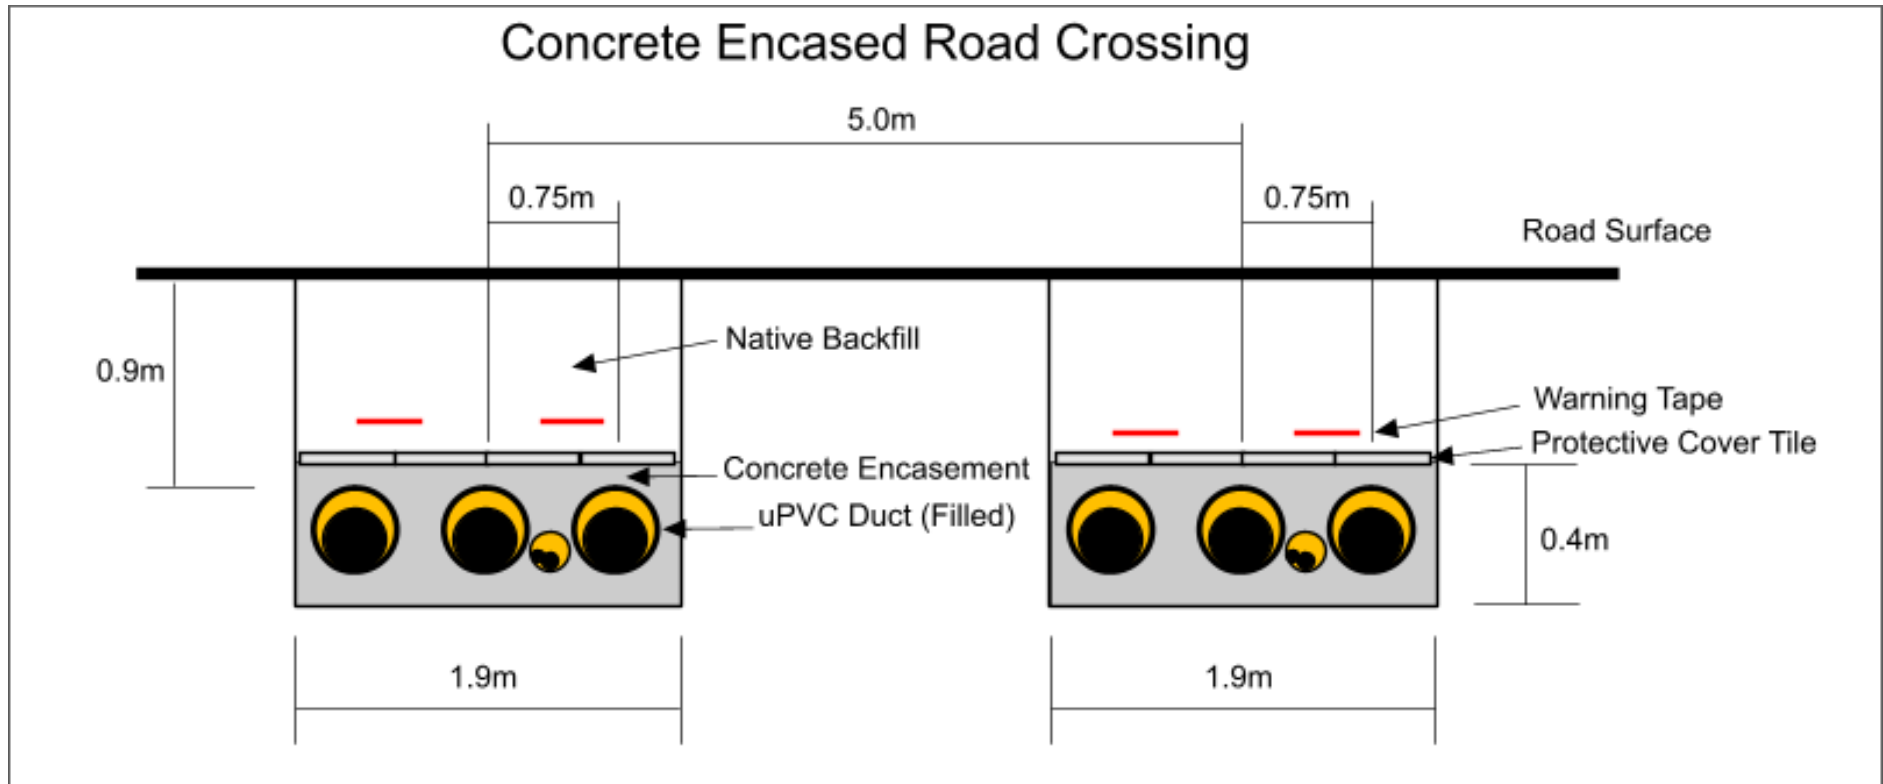 Concrete Encased Road Crossing
5.0m
0.75m
0.75m
Road Surface
Native Backfill
0.9m
Warning Tape
Protective Cover Tile
Concrete Encasement
uPVC Duct (Filled)
0.4m
1.9m
1.9m